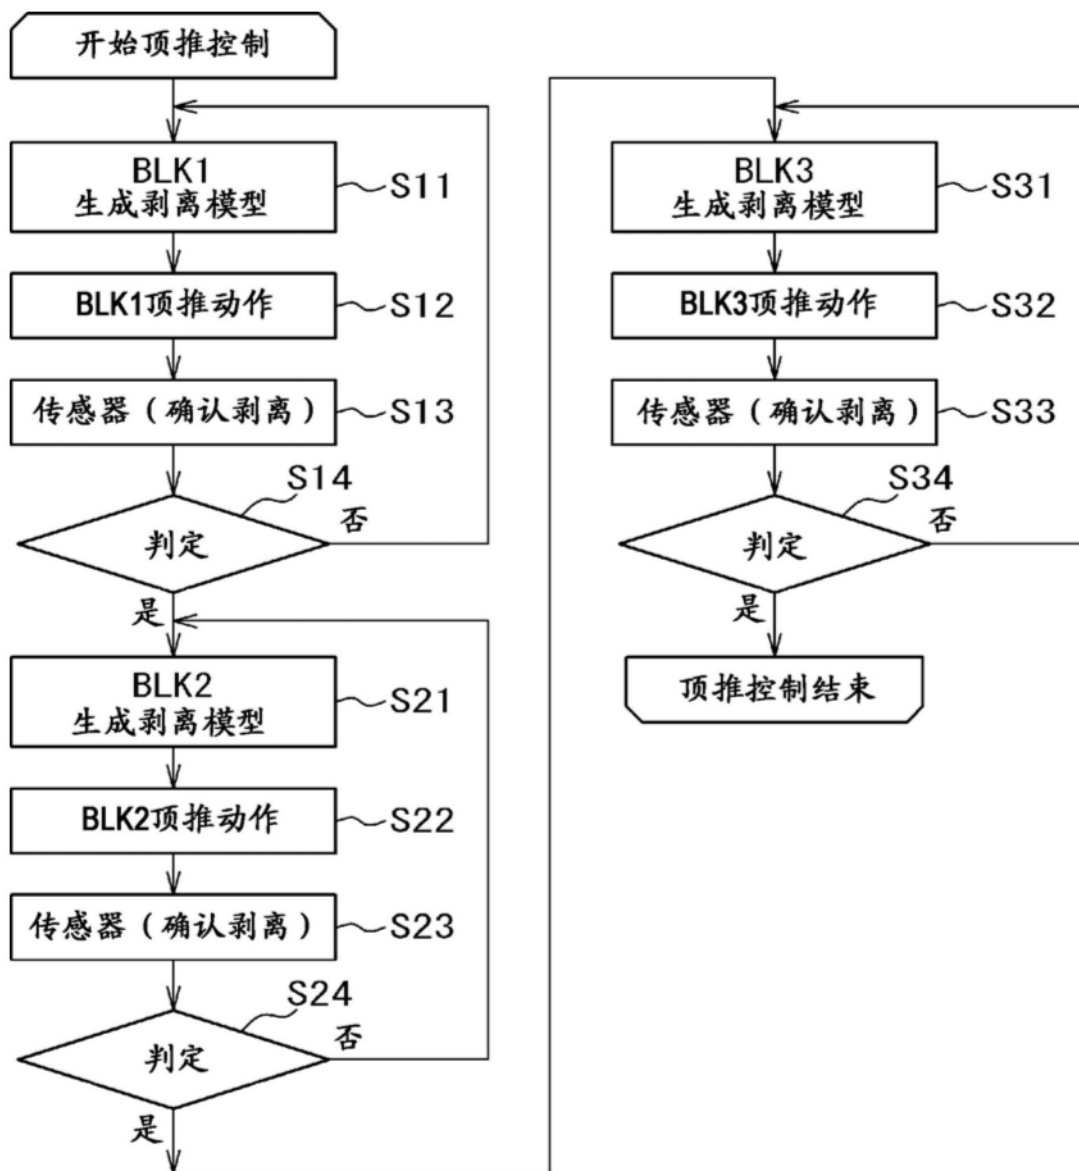 开始顶推控制
BLK1
生成剥离模型
S11
BLK1顶推动作
S12
传感器（确认剥离）
S13
S14
判定
否
是
BLK2
生成剥离模型
S21
BLK2顶推动作
S22
传感器（确认剥离）
S23
S24
判定
否
是
BLK3
生成剥离模型
S31
BLK3顶推动作
S32
传感器（确认剥离）
S33
S34
判定
否
是
顶推控制结束